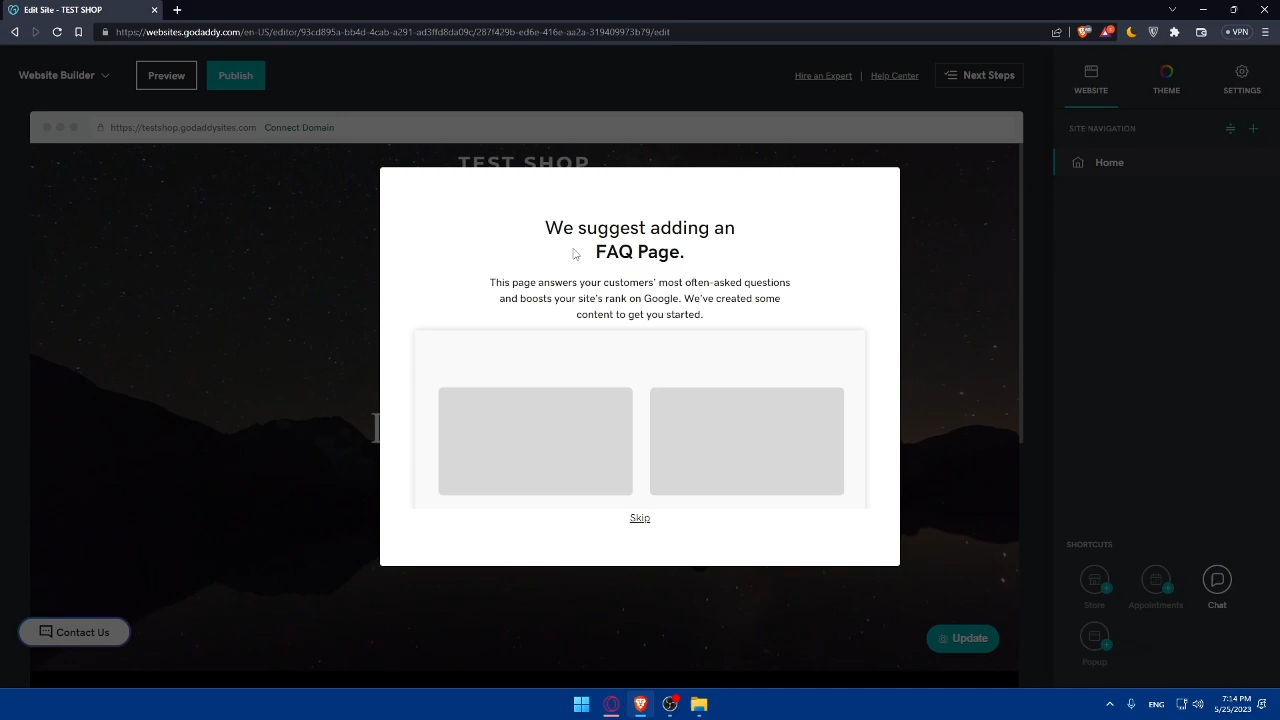 Edit Site - TEST SHOP
https://websites.godaddy.com/en-US/editor/93cd895a-bb4d-4cab-a291-ad3ffd8da09c/287f429b-ed6e-416e-aa2a-319409973b79/edit
VPN
Website Builder
Preview
Publish
Hire an Expert | Help Center
Next Steps
WEBSITE
THEME
SETTINGS
https://testshop.godaddysites.com Connect Domain
SITE NAVIGATION
Home
TEST SHOP
We suggest adding an
FAQ Page.
This page answers your customers' most often-asked questions
and boosts your site's rank on Google. We've created some
content to get you started.
Skip
SHORTCUTS
Store
Appointments
Chat
Popup
Contact Us
Update
ENG
7:14 PM
5/25/2023